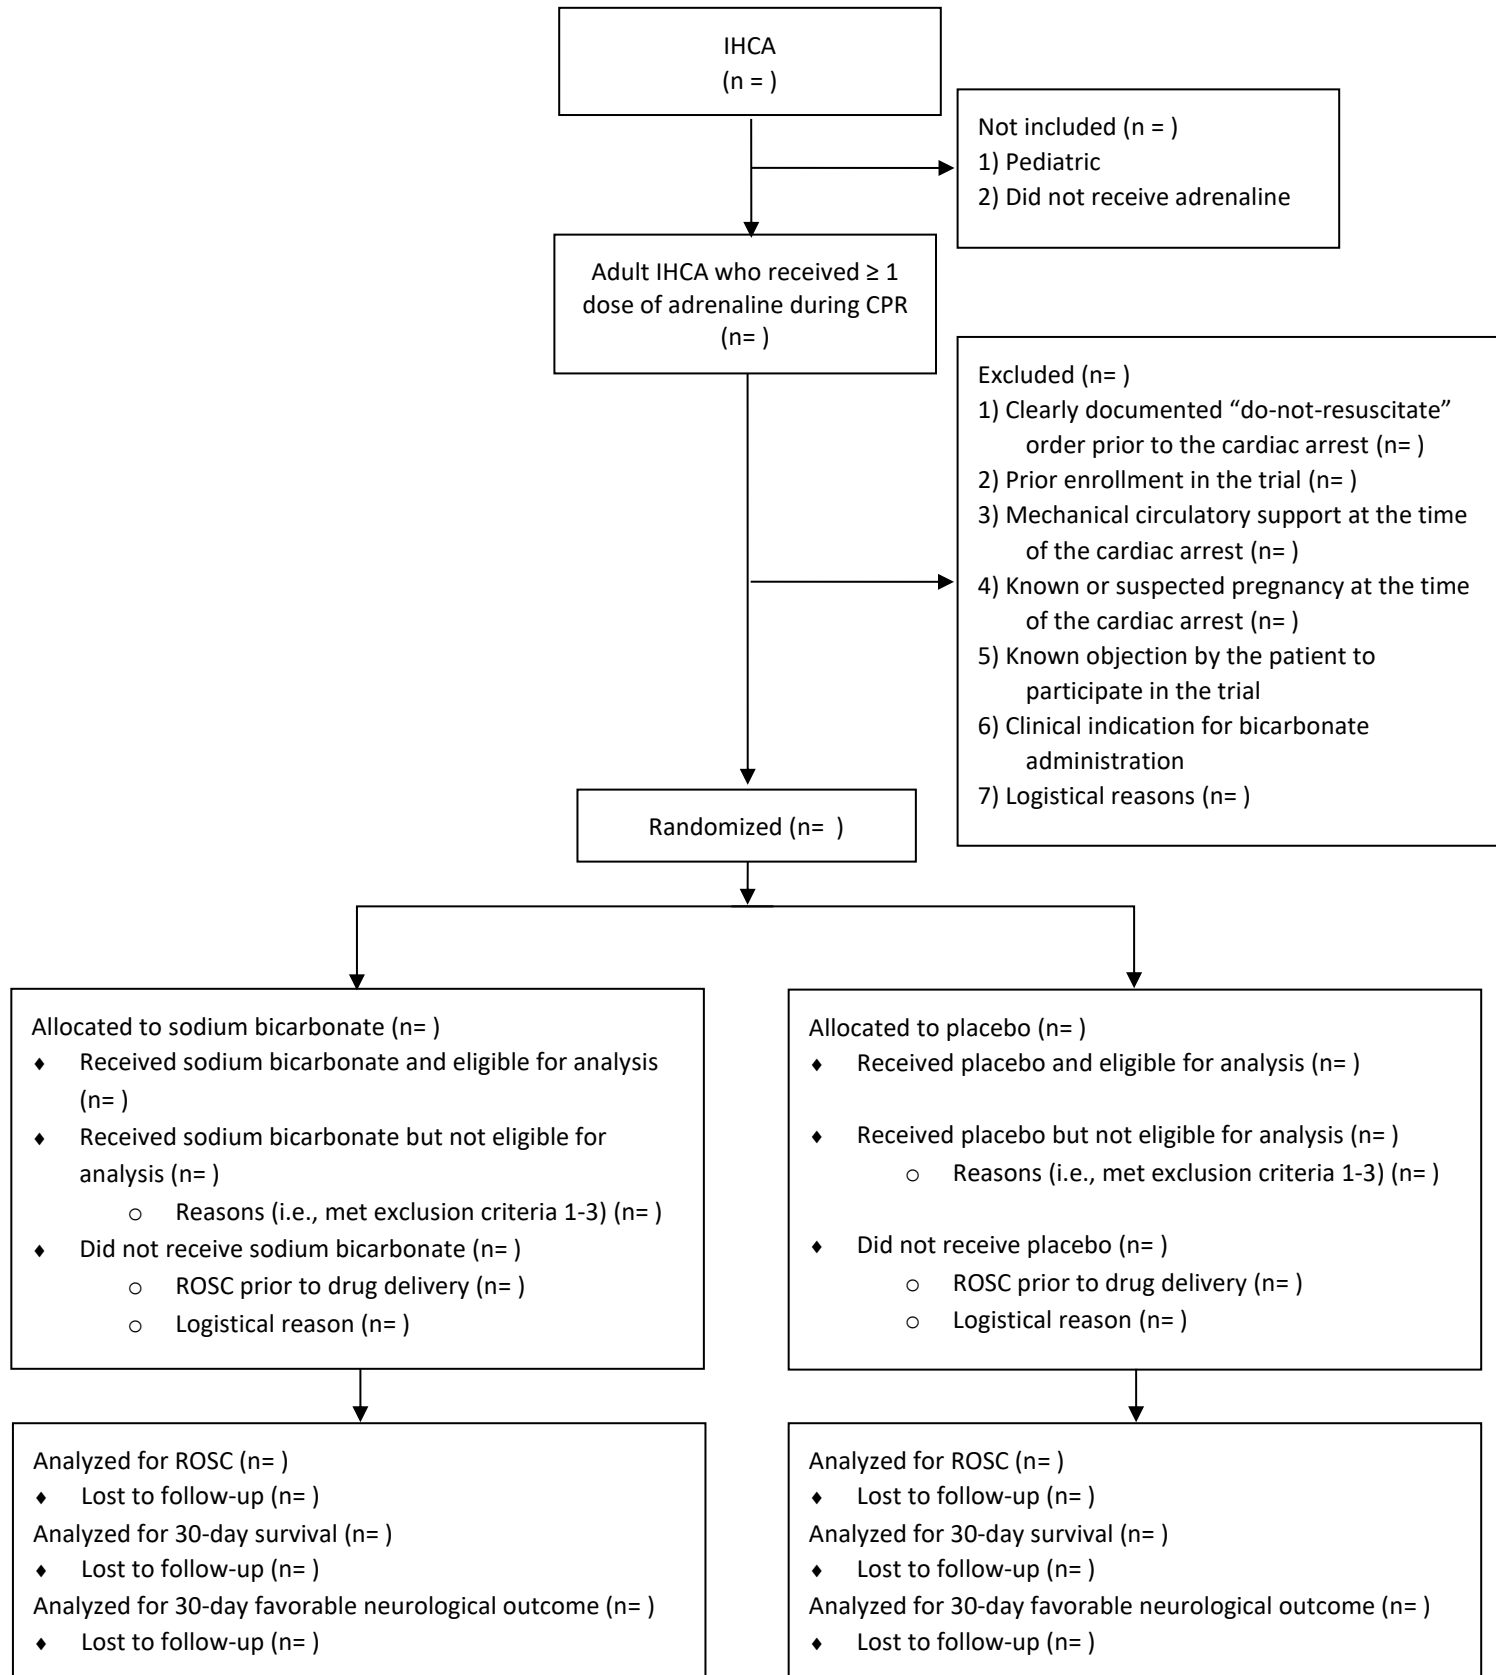 IHCA
(n = )
Not included (n = )
1) Pediatric
2) Did not receive adrenaline
Adult IHCA who received ≥ 1
dose of adrenaline during CPR
(n= )
Excluded (n= )
1) Clearly documented “do-not-resuscitate”
order prior to the cardiac arrest (n= )
2) Prior enrollment in the trial (n= )
3) Mechanical circulatory support at the time
of the cardiac arrest (n= )
4) Known or suspected pregnancy at the time
of the cardiac arrest (n= )
5) Known objection by the patient to
participate in the trial
6) Clinical indication for bicarbonate
administration
7) Logistical reasons (n= )
Randomized (n=  )
Allocated to sodium bicarbonate (n= )
♦ Received sodium bicarbonate and eligible for analysis
(n= )
♦ Received sodium bicarbonate but not eligible for
analysis (n= )
o Reasons (i.e., met exclusion criteria 1-3) (n= )
♦ Did not receive sodium bicarbonate (n= )
o ROSC prior to drug delivery (n= )
o Logistical reason (n= )
Allocated to placebo (n= )
♦ Received placebo and eligible for analysis (n= )
♦ Received placebo but not eligible for analysis (n= )
o Reasons (i.e., met exclusion criteria 1-3) (n= )
♦ Did not receive placebo (n= )
o ROSC prior to drug delivery (n= )
o Logistical reason (n= )
Analyzed for ROSC (n= )
♦ Lost to follow-up (n= )
Analyzed for 30-day survival (n= )
♦ Lost to follow-up (n= )
Analyzed for 30-day favorable neurological outcome (n= )
♦ Lost to follow-up (n= )
Analyzed for ROSC (n= )
♦ Lost to follow-up (n= )
Analyzed for 30-day survival (n= )
♦ Lost to follow-up (n= )
Analyzed for 30-day favorable neurological outcome (n= )
♦ Lost to follow-up (n= )